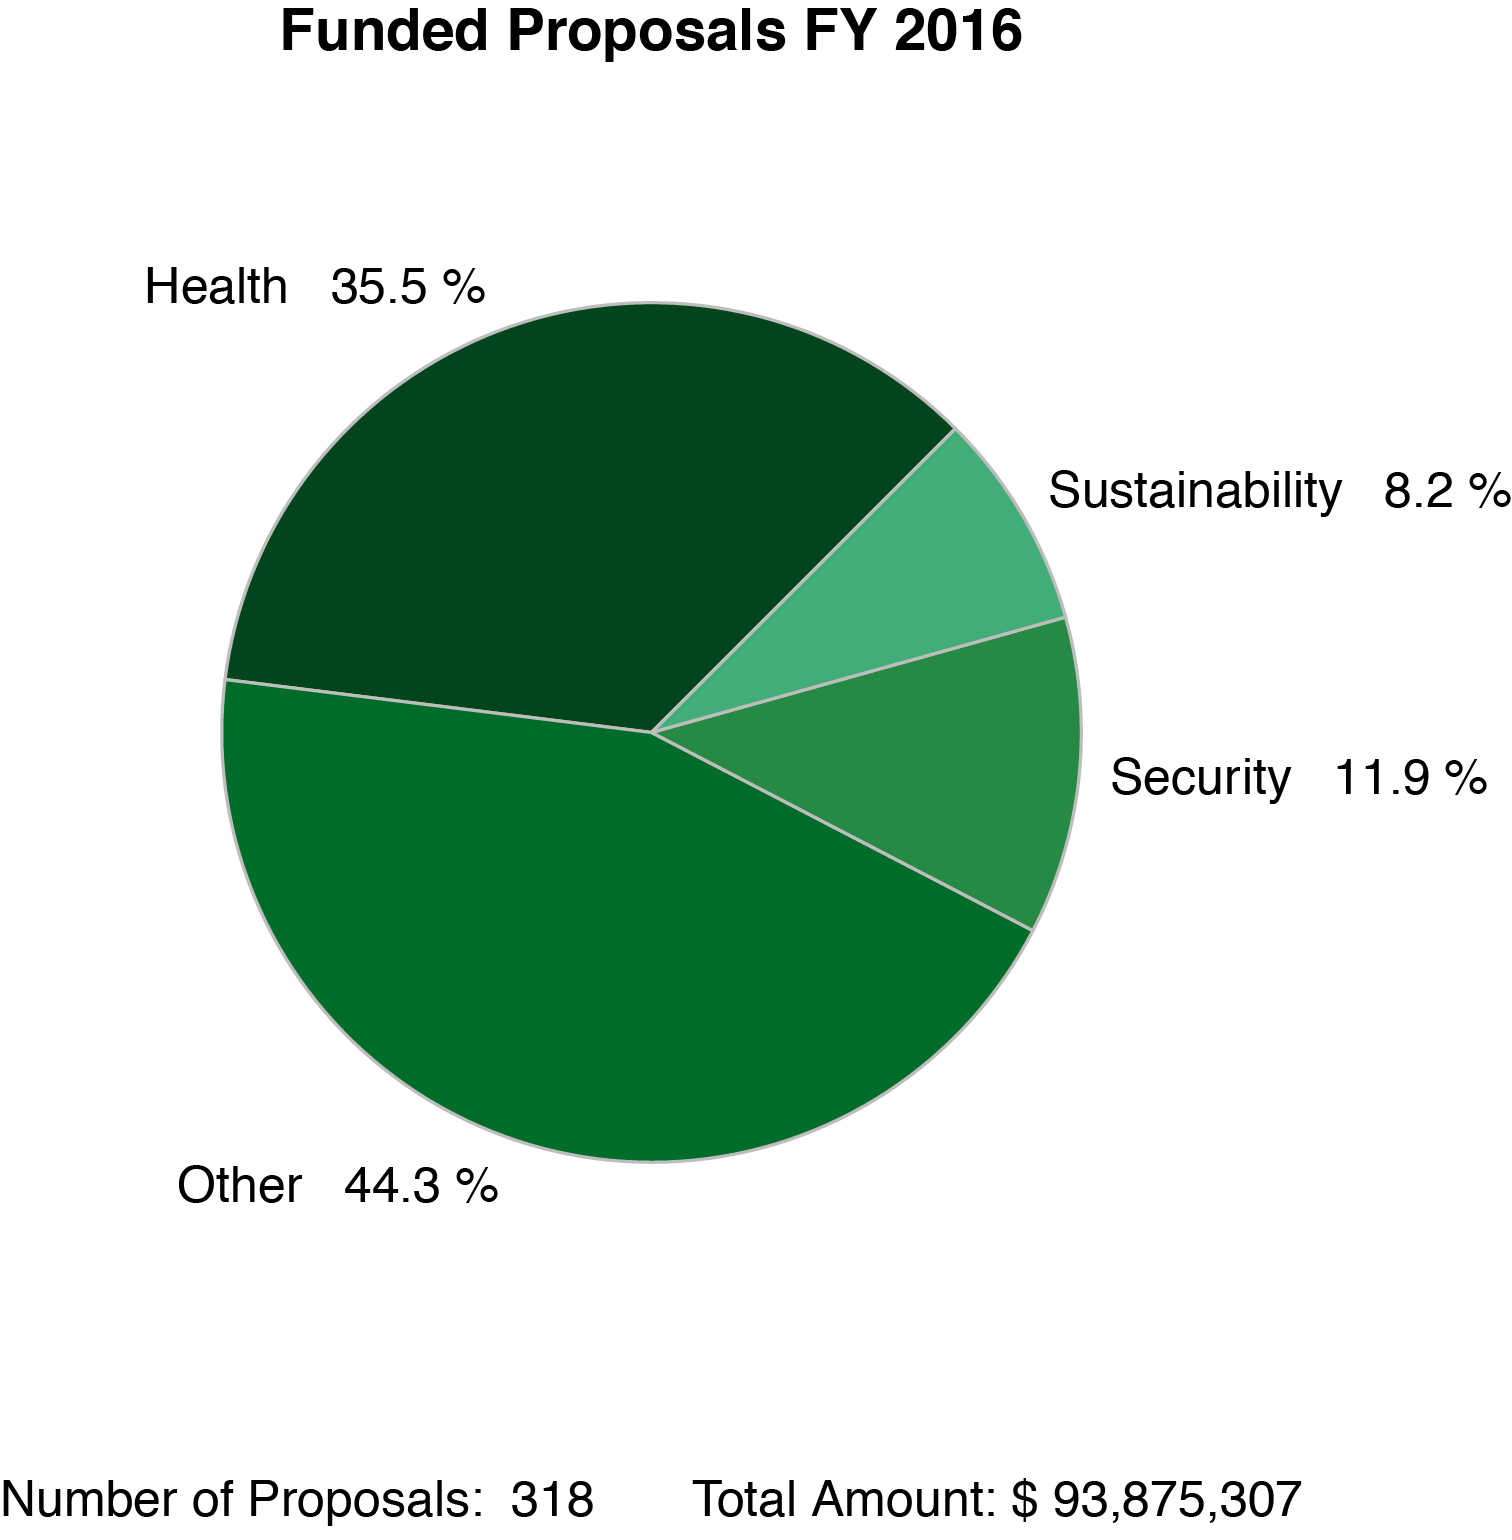 Funded Proposals FY 2016
Health 35.5 %
Sustainability 8.2 %
Security 11.9 %
Other 44.3 %
Number of Proposals: 318 Total Amount: $ 93,875,307